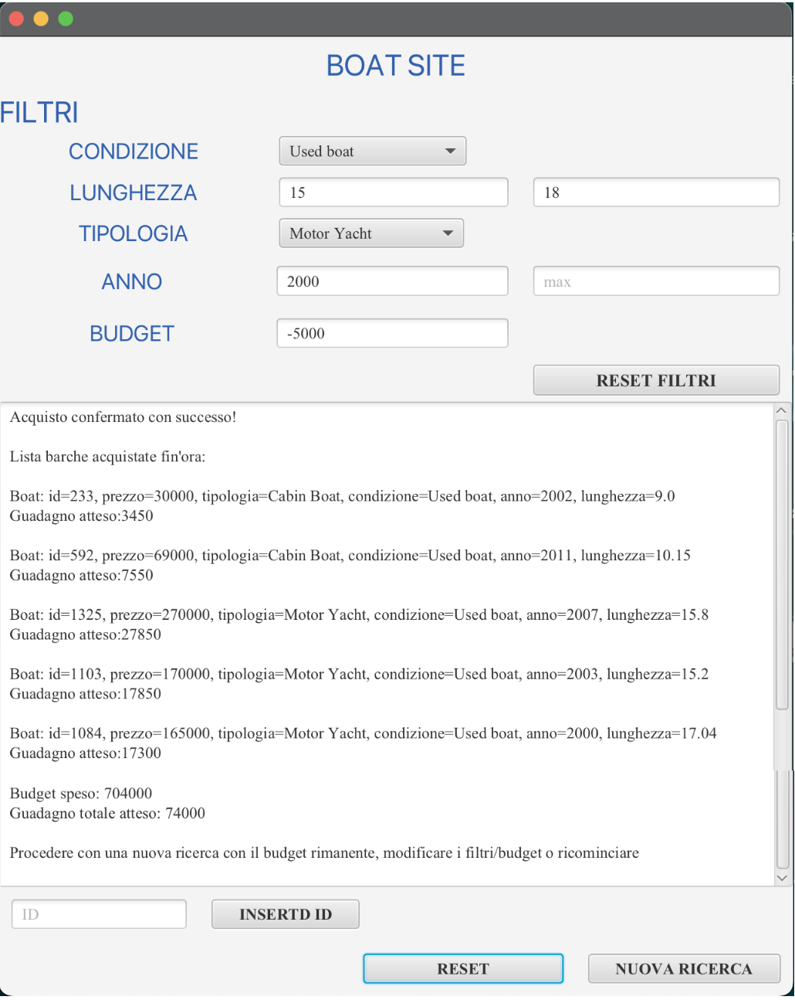 BOAT SITE
FILTRI
CONDIZIONE Used boat
LUNGHEZZA 15 18
TIPOLOGIA Motor Yacht
ANNO 2000 max
BUDGET -5000
RESET FILTRI
Acquisto confermato con successo!
Lista barche acquistate fin'ora:
Boat: id=233, prezzo=30000, tipologia=Cabin Boat, condizione=Used boat, anno=2002, lunghezza=9.0
Guadagno atteso:3450
Boat: id=592, prezzo=69000, tipologia=Cabin Boat, condizione=Used boat, anno=2011, lunghezza=10.15
Guadagno atteso:7550
Boat: id=1325, prezzo=270000, tipologia=Motor Yacht, condizione=Used boat, anno=2007, lunghezza=15.8
Guadagno atteso:27850
Boat: id=1103, prezzo=170000, tipologia=Motor Yacht, condizione=Used boat, anno=2003, lunghezza=15.2
Guadagno atteso:17850
Boat: id=1084, prezzo=165000, tipologia=Motor Yacht, condizione=Used boat, anno=2000, lunghezza=17.04
Guadagno atteso:17300
Budget speso: 704000
Guadagno totale atteso: 74000
Procedere con una nuova ricerca con il budget rimanente, modificare i filtri/budget o ricominciare
ID INSERTD ID
RESET NUOVA RICERCA